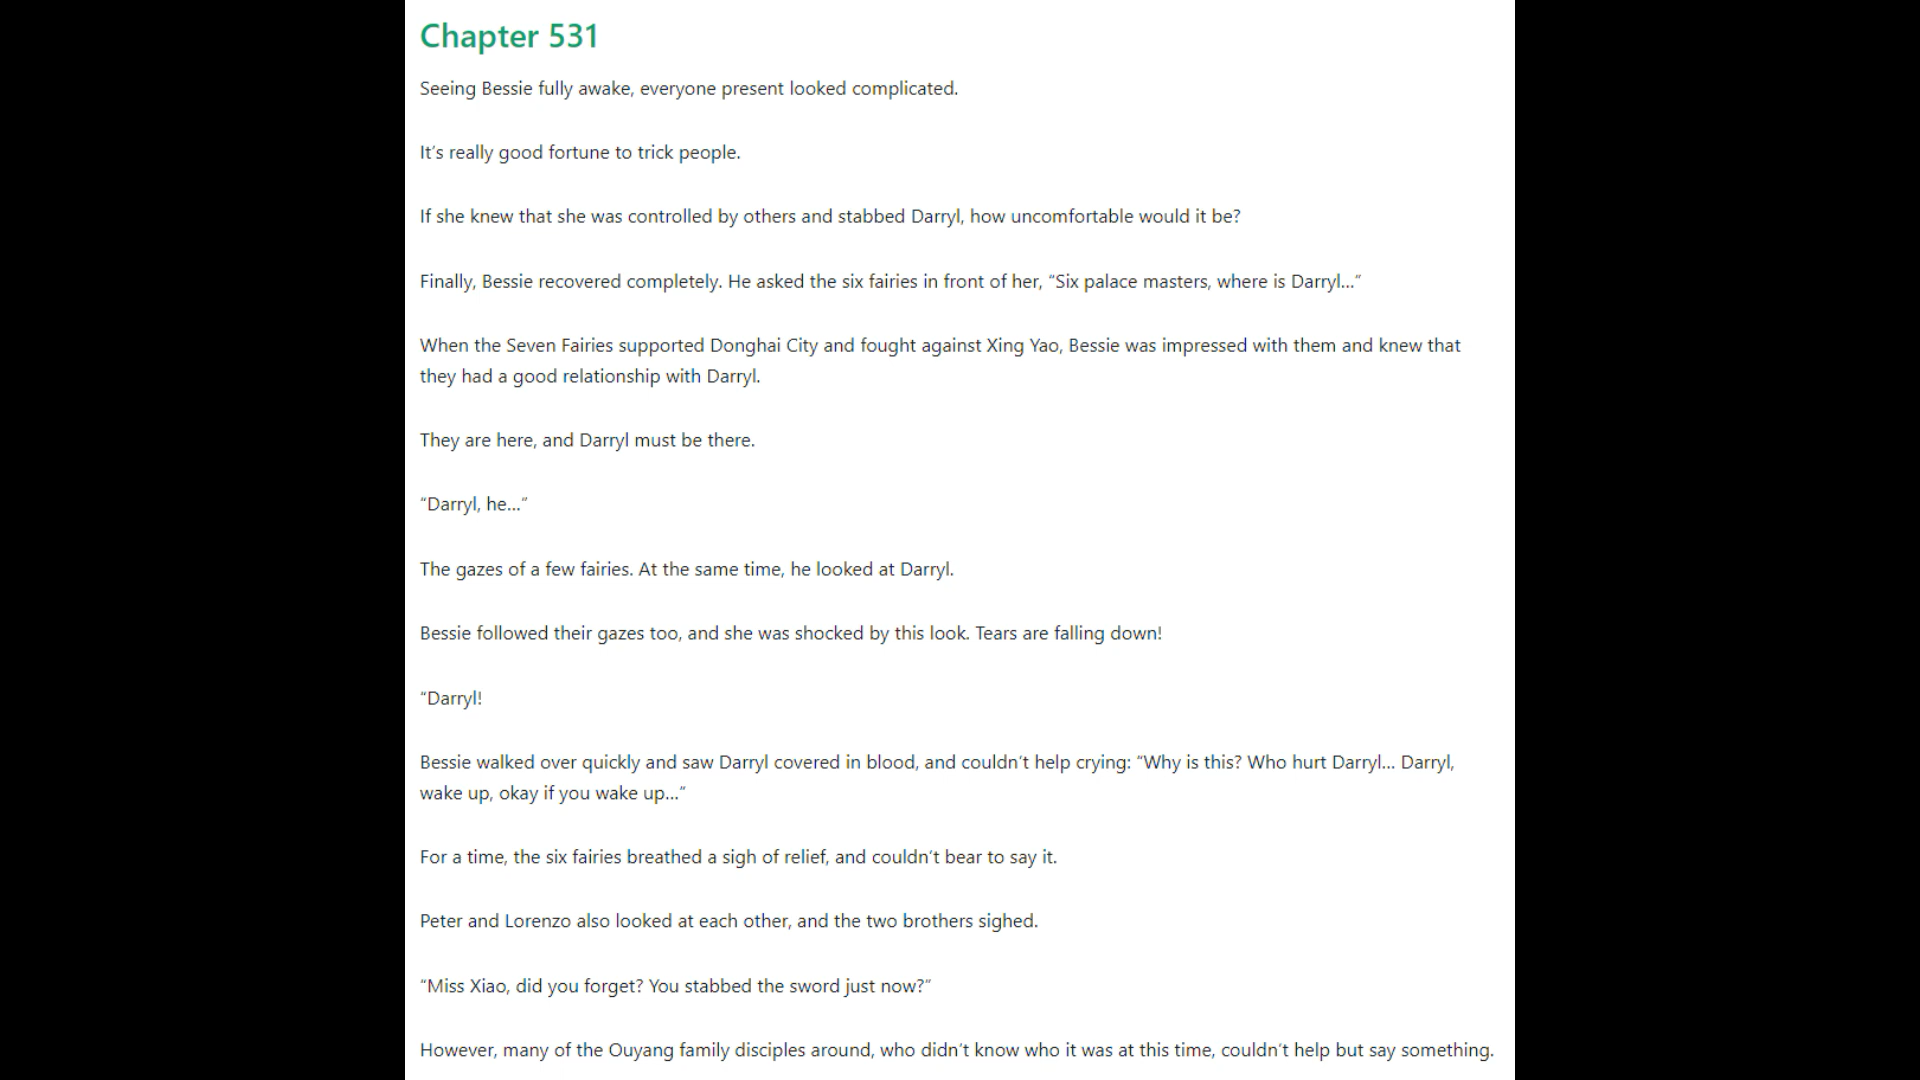 Chapter 531
Seeing Bessie fully awake, everyone present looked complicated.
It’s really good fortune to trick people.
If she knew that she was controlled by others and stabbed Darryl, how uncomfortable would it be?
Finally, Bessie recovered completely. He asked the six fairies in front of her, “Six palace masters, where is Darryl…”
When the Seven Fairies supported Donghai City and fought against Xing Yao, Bessie was impressed with them and knew that
they had a good relationship with Darryl.
They are here, and Darryl must be there.
“Darryl, he…”
The gazes of a few fairies. At the same time, he looked at Darryl.
Bessie followed their gazes too, and she was shocked by this look. Tears are falling down!
“Darryl!
Bessie walked over quickly and saw Darryl covered in blood, and couldn’t help crying: “Why is this? Who hurt Darryl… Darryl,
wake up, okay if you wake up…”
For a time, the six fairies breathed a sigh of relief, and couldn’t bear to say it.
Peter and Lorenzo also looked at each other, and the two brothers sighed.
“Miss Xiao, did you forget? You stabbed the sword just now?”
However, many of the Ouyang family disciples around, who didn’t know who it was at this time, couldn’t help but say something.